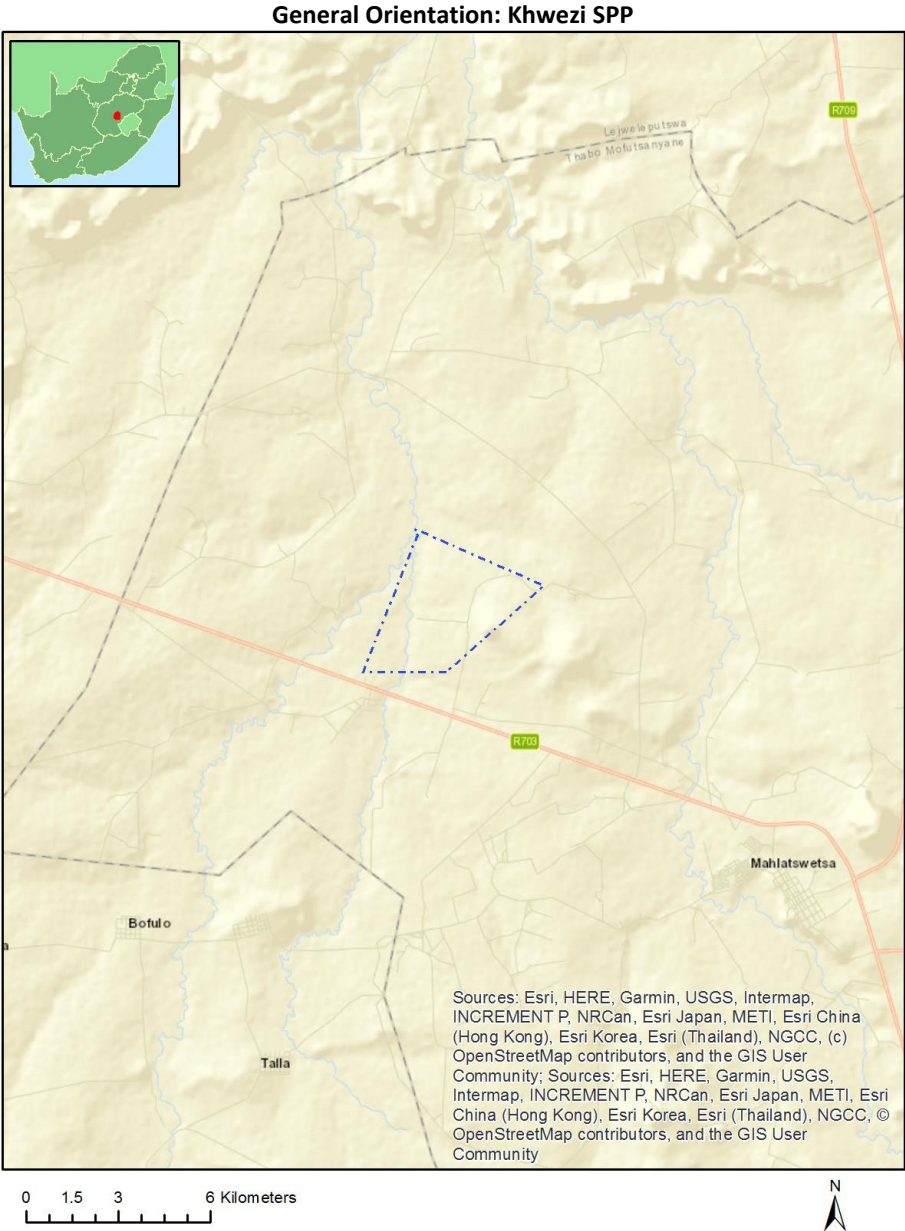 General Orientation: Khwezi SPP
R709
Lejweleputswa
Thabo Mofutsanyane
R703
Mahlatswetsa
Bofulo
a
Talla
Sources: Esri, HERE, Garmin, USGS, Intermap,
INCREMENT P, NRCan, Esri Japan, METI, Esri China
(Hong Kong), Esri Korea, Esri (Thailand), NGCC, (c)
OpenStreetMap contributors, and the GIS User
Community; Sources: Esri, HERE, Garmin, USGS,
Intermap, INCREMENT P, NRCan, Esri Japan, METI, Esri
China (Hong Kong), Esri Korea, Esri (Thailand), NGCC, ©
OpenStreetMap contributors, and the GIS User
Community
0 1.5 3 6 Kilometers
N